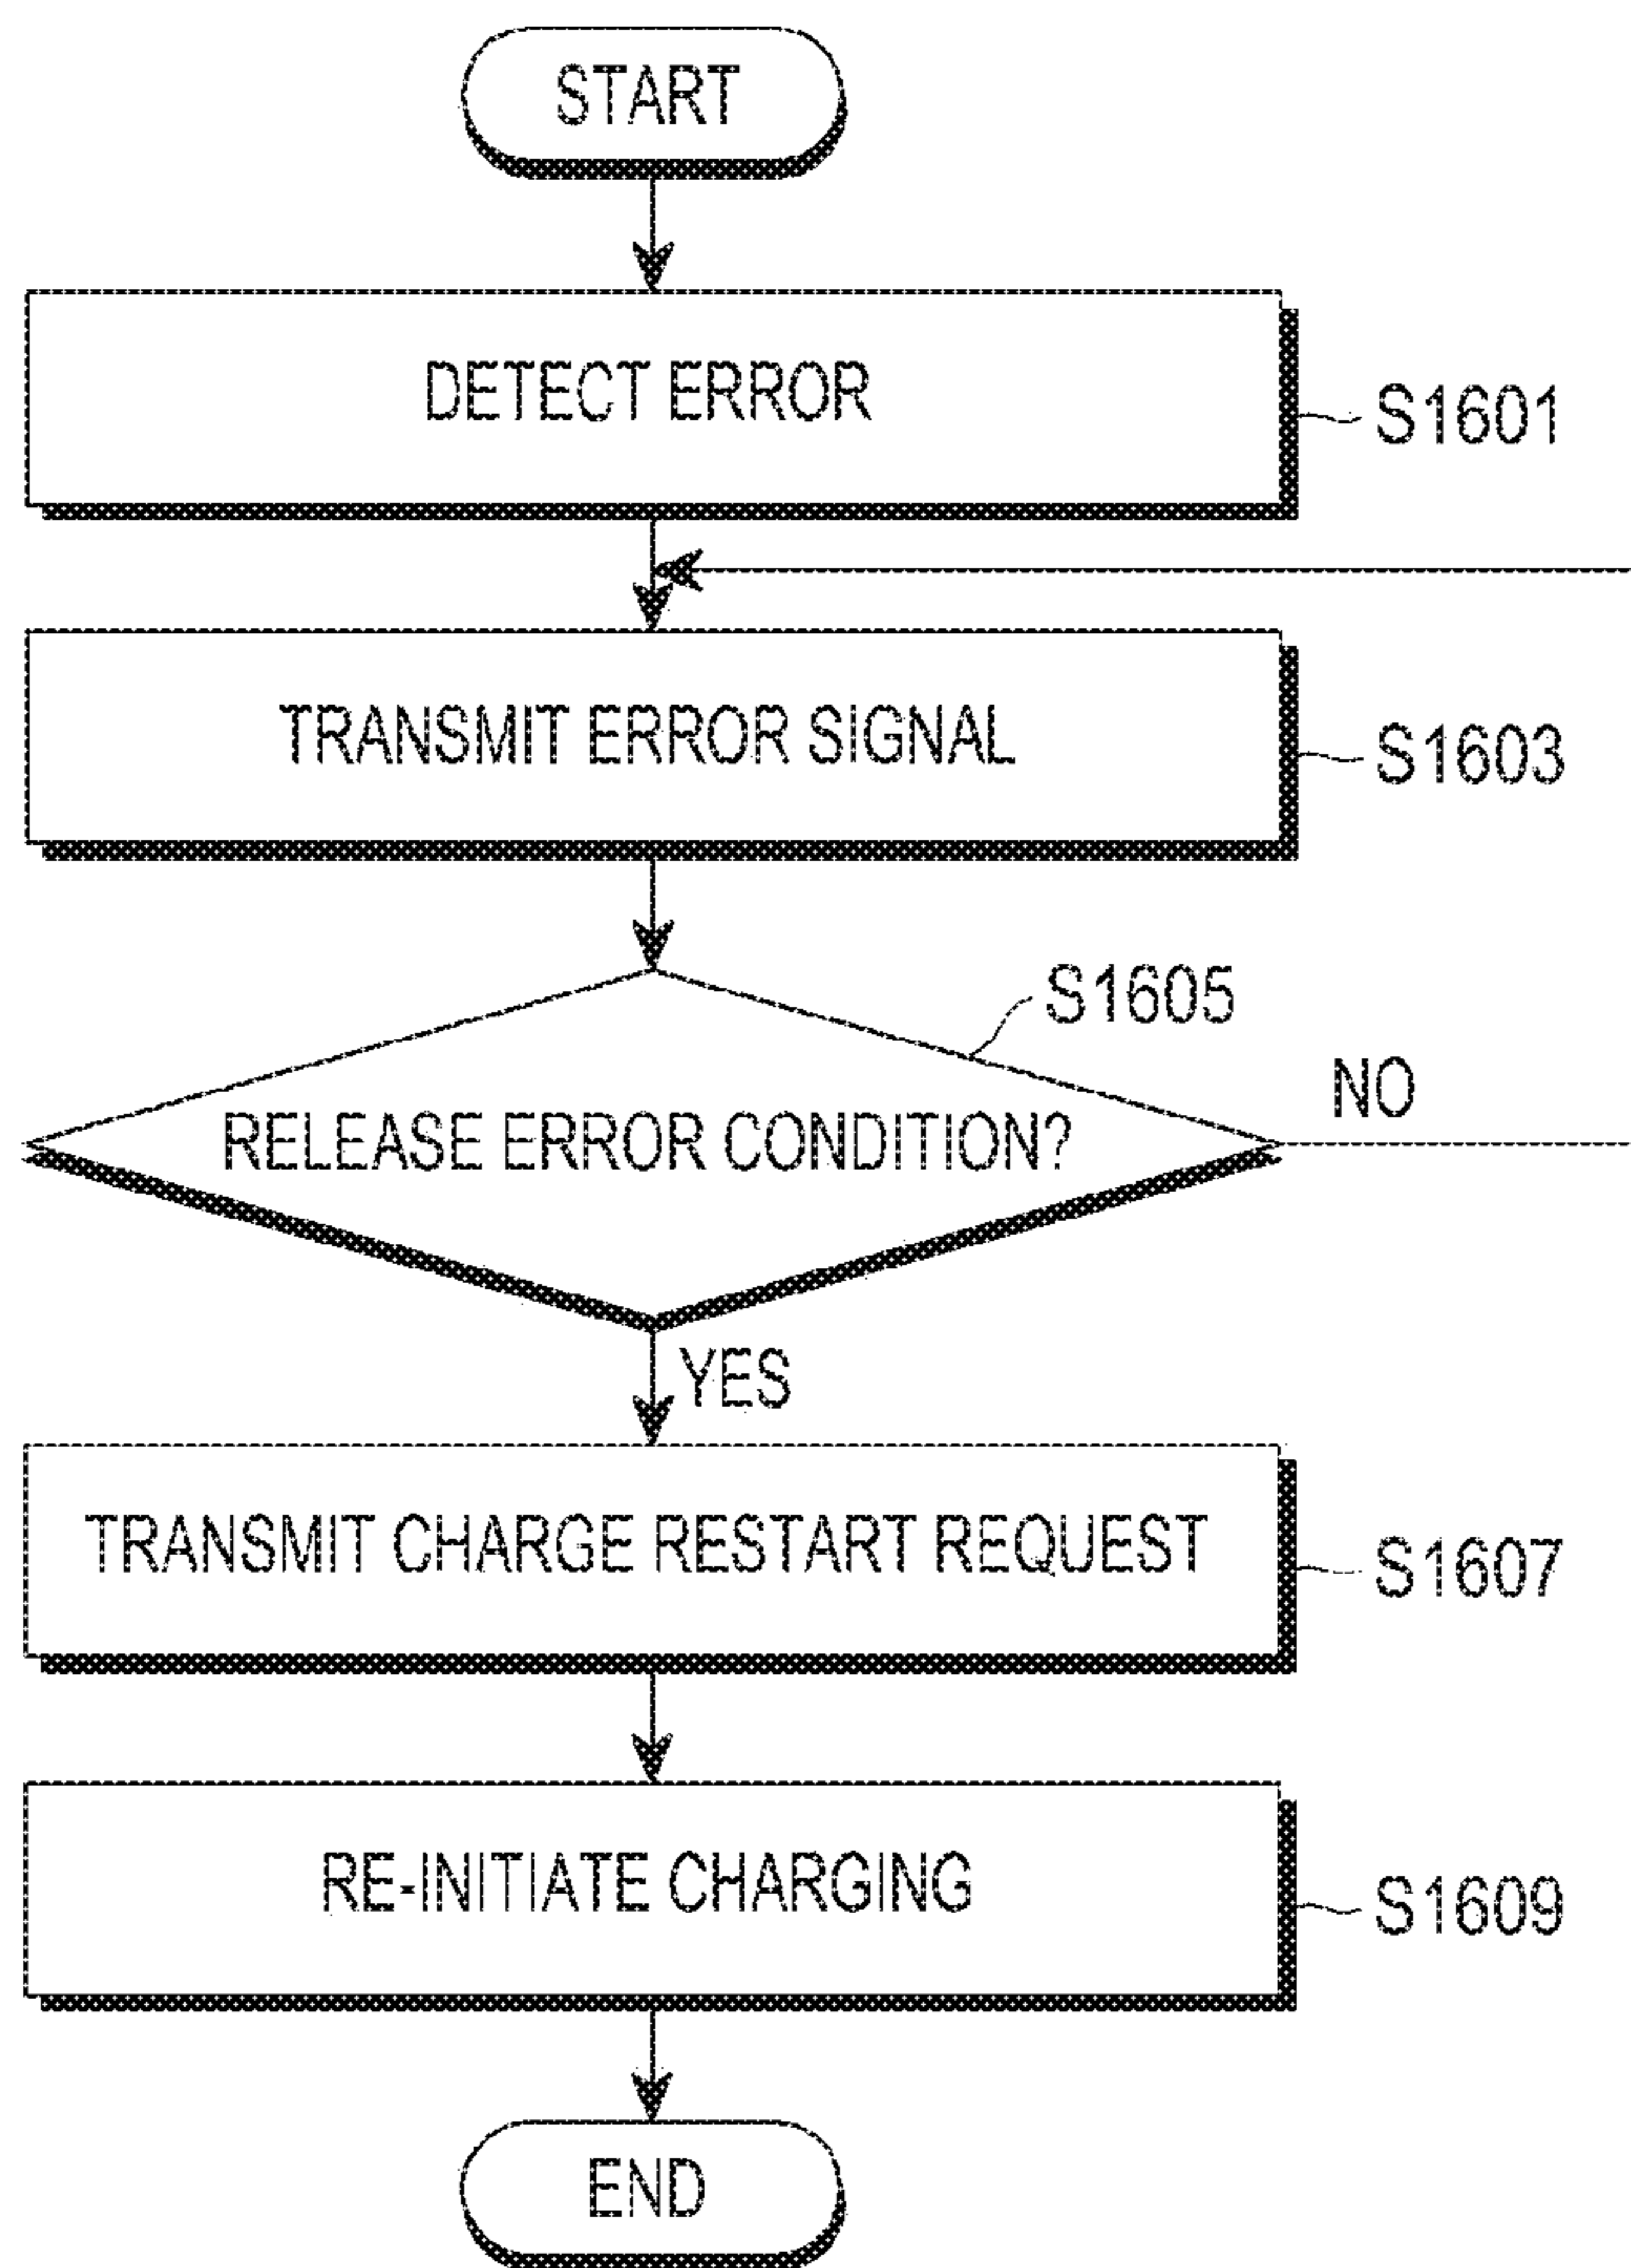 START
DETECT ERROR
S1601
TRANSMIT ERROR SIGNAL
S1603
S1605
RELEASE ERROR CONDITION?
NO
YES
TRANSMIT CHARGE RESTART REQUEST
S1607
RE-INITIATE CHARGING
S1609
END